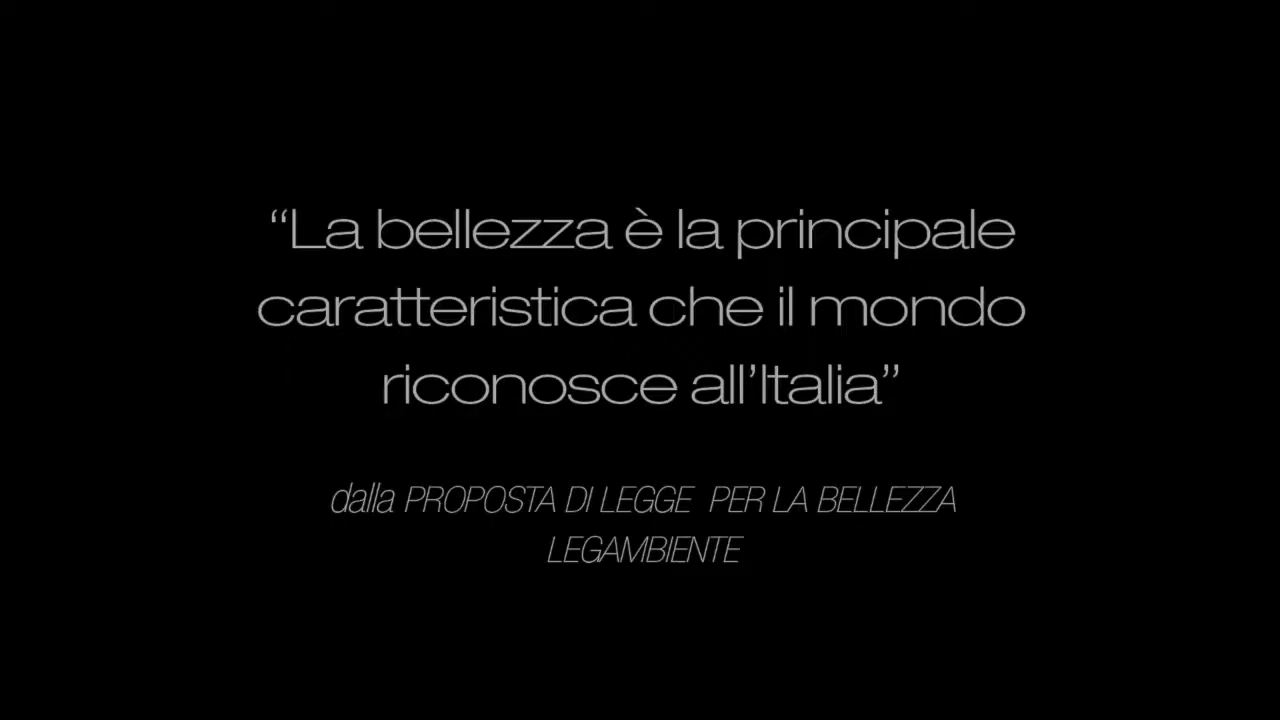 “La bellezza è la principale
caratteristica che il mondo
riconosce all’Italia”
dalla PROPOSTA DI LEGGE  PER LA BELLEZZA
LEGAMBIENTE